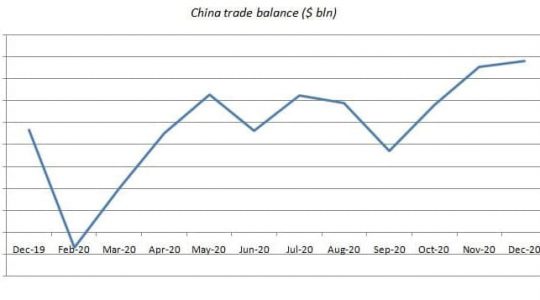 China trade balance ($ bln)
Dec-19 Feb-20 Mar-20 Apr-20 May-20 Jun-20 Jul-20 Aug-20 Sep-20 Oct-20 Nov-20 Dec-20